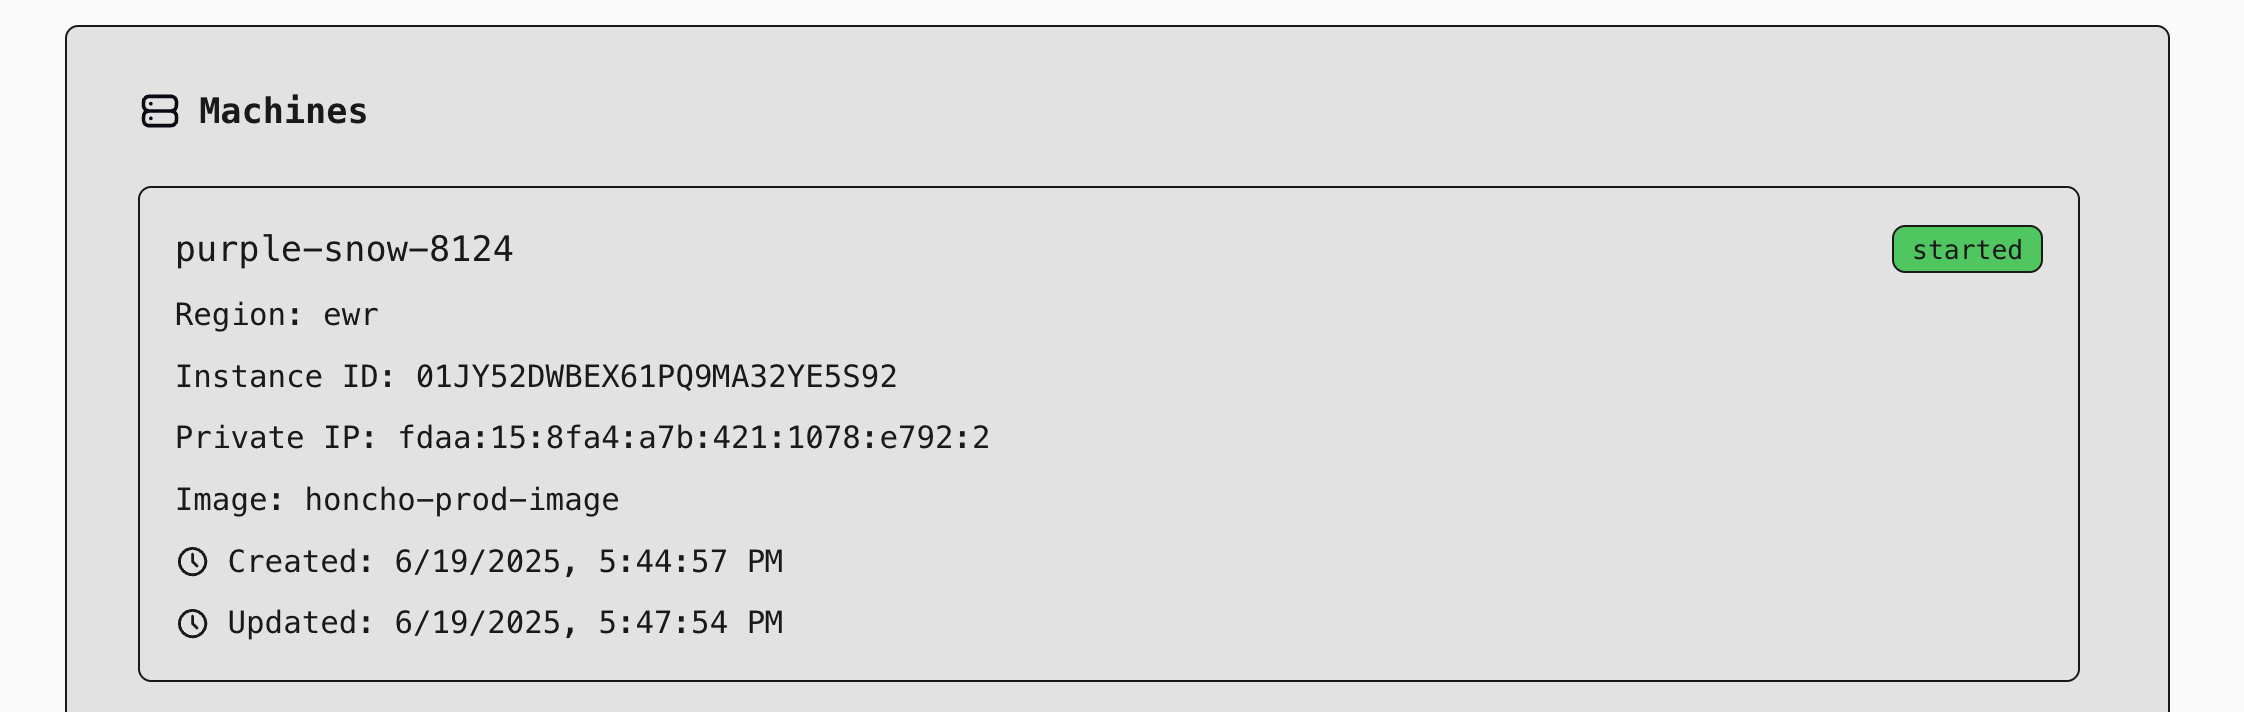 Machines
purple-snow-8124
started
Region: ewr
Instance ID: 01JY52DWBEX61PQ9MA32YE5S92
Private IP: fdaa:15:8fa4:a7b:421:1078:e792:2
Image: honcho-prod-image
Created: 6/19/2025, 5:44:57 PM
Updated: 6/19/2025, 5:47:54 PM